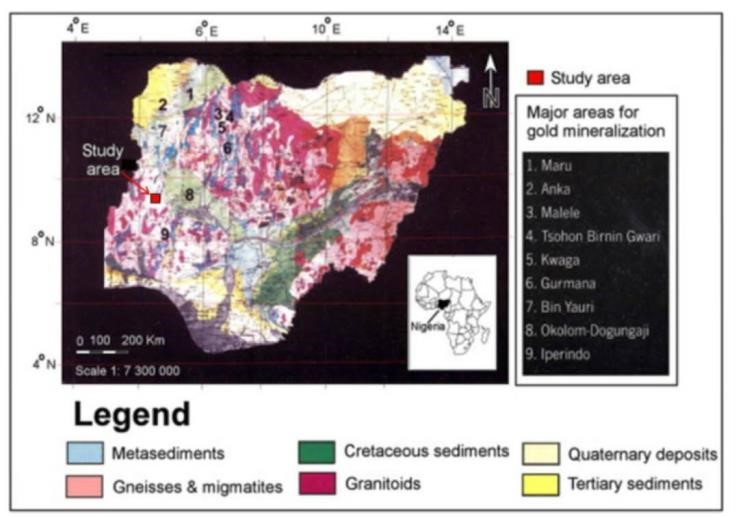 4°E 6°E 10°E 14°E
12°N
8°N
4°N
N
Study
area
1
2
3 4
5
6
7
8
9
0 100 200 Km
Scale 1: 7 300 000
Nigeria
Study area
Major areas for
gold mineralization
1. Maru
2. Anka
3. Malele
4. Tsohon Birnin Gwari
5. Kwaga
6. Gurmana
7. Bin Yauri
8. Okolom-Dogungaji
9. Iperindo
Legend
Metasediments
Cretaceous sediments
Quaternary deposits
Gneisses & migmatites
Granitoids
Tertiary sediments